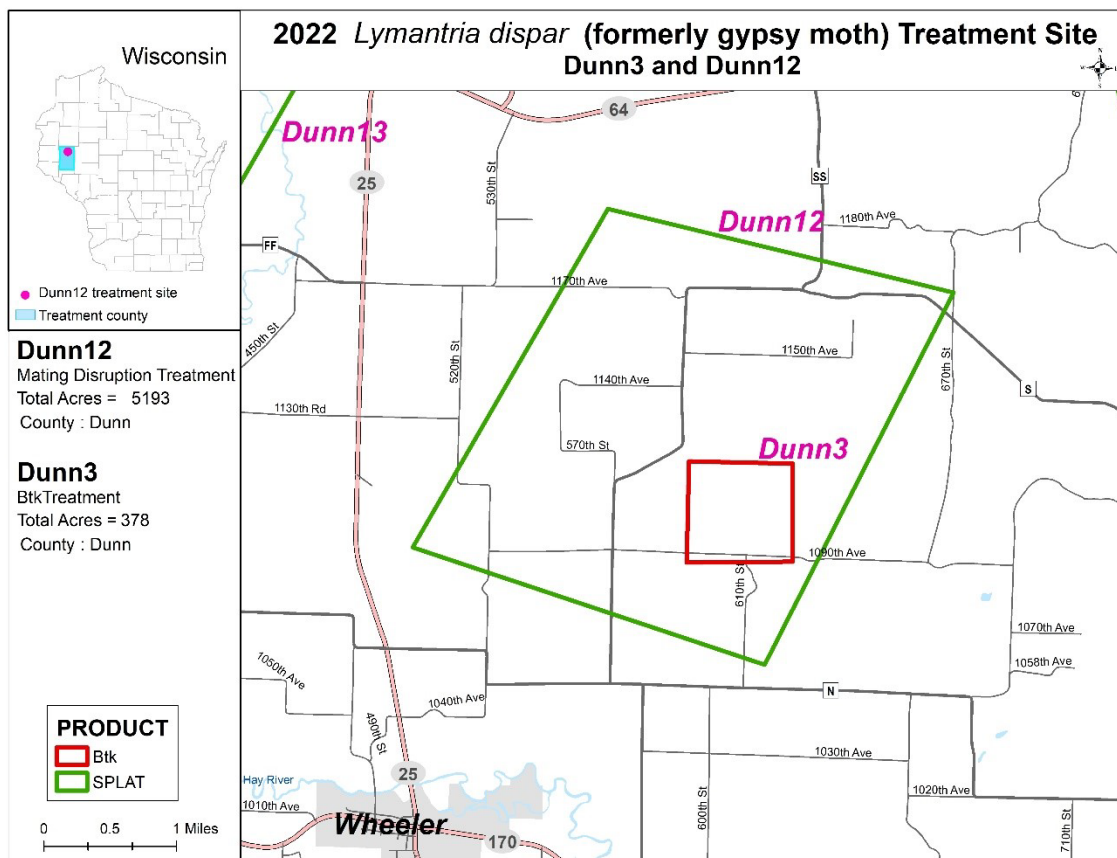 2022 Lymantria dispar (formerly gypsy moth) Treatment Site
Dunn3 and Dunn12
N
Wisconsin
Dunn12 treatment site
Treatment county
Dunn12
Mating Disruption Treatment
Total Acres = 5193
County : Dunn
Dunn3
BtkTreatment
Total Acres = 378
County : Dunn
PRODUCT
Btk
SPLAT
0 0.5 1 Miles
64
Dunn13
25
530th St
SS
Dunn12
1180th Ave
FF
1170th Ave
450th St
520th St
1150th Ave
670th St
1140th Ave
S
1130th Rd
570th St
Dunn3
1090th Ave
610th St
1070th Ave
1058th Ave
1050th Ave
N
1040th Ave
490th St
1030th Ave
25
Hay River
1020th Ave
1010th Ave
600th St
710th St
Wheeler
170